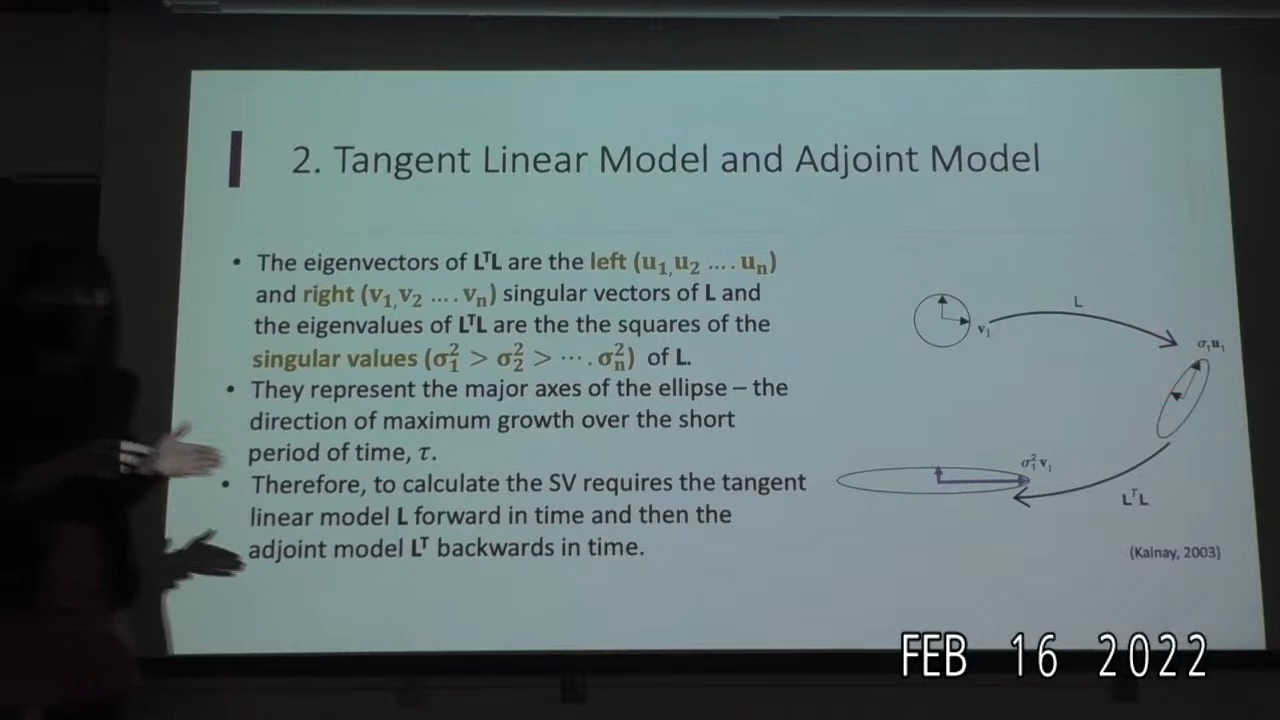 2. Tangent Linear Model and Adjoint Model
• The eigenvectors of LᵀL are the left (u₁,u₂ .... uₙ)
and right (v₁,v₂ .... vₙ) singular vectors of L and
the eigenvalues of LᵀL are the the squares of the
singular values (σ₁² > σ₂² > ⋯. σₙ²) of L.
• They represent the major axes of the ellipse – the
direction of maximum growth over the short
period of time, τ.
• Therefore, to calculate the SV requires the tangent
linear model L forward in time and then the
adjoint model Lᵀ backwards in time.
L
v₁
σ₁u₁
σ₁²v₁
LᵀL
(Kalnay, 2003)
FEB 16 2022